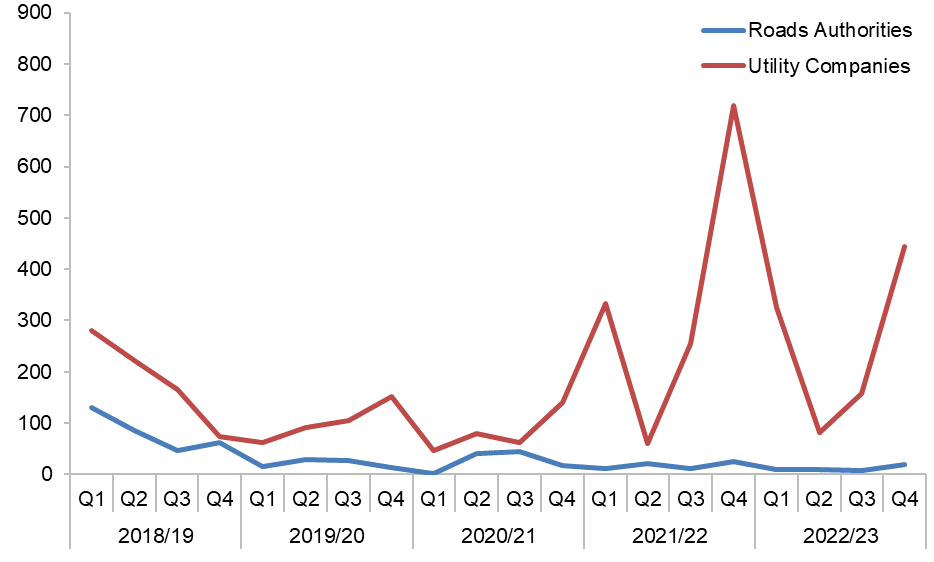 900
800
700
600
500
400
300
200
100
0
Roads Authorities
Utility Companies
Q1 Q2 Q3 Q4 Q1 Q2 Q3 Q4 Q1 Q2 Q3 Q4 Q1 Q2 Q3 Q4 Q1 Q2 Q3 Q4
2018/19 2019/20 2020/21 2021/22 2022/23